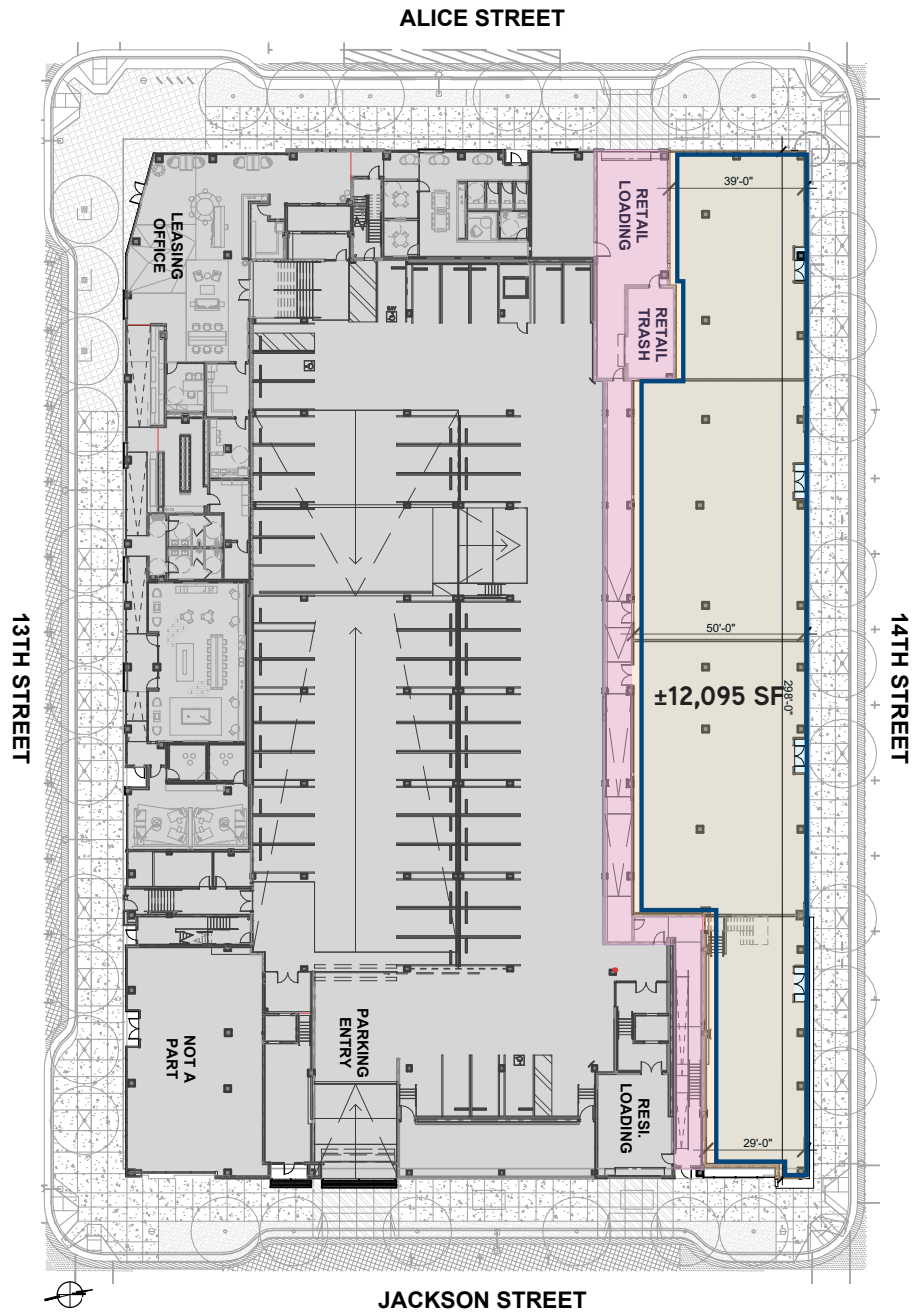 ALICE STREET
39'-0"
RETAIL
LOADING
LEASING
OFFICE
RETAIL
TRASH
13TH STREET
50'-0"
14TH STREET
±12,095 SF
298'-0"
NOT A
PART
PARKING
ENTRY
RESI.
LOADING
29'-0"
JACKSON STREET